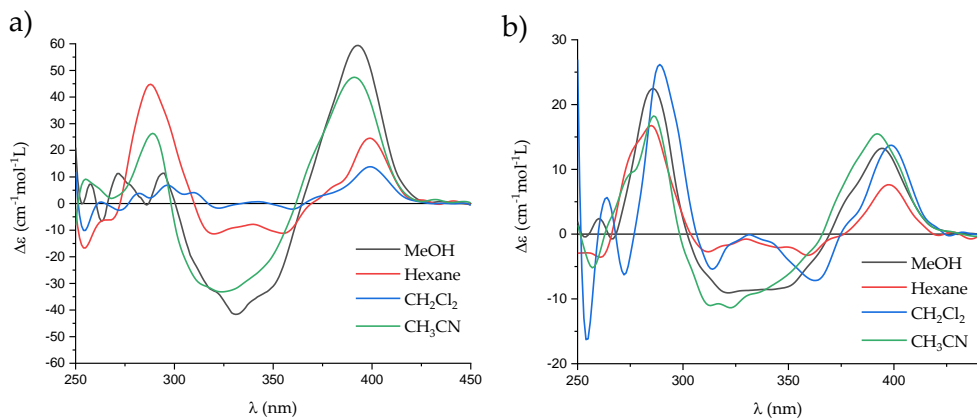 a)
60
50
40
30
20
10
0
-10
-20
-30
-40
-50
-60
Δε (cm⁻¹mol⁻¹L)
MeOH
Hexane
CH₂Cl₂
CH₃CN
250 300 350 400 450
λ (nm)
b)
30
20
10
0
-10
-20
Δε (cm⁻¹mol⁻¹L)
MeOH
Hexane
CH₂Cl₂
CH₃CN
250 300 350 400
λ (nm)